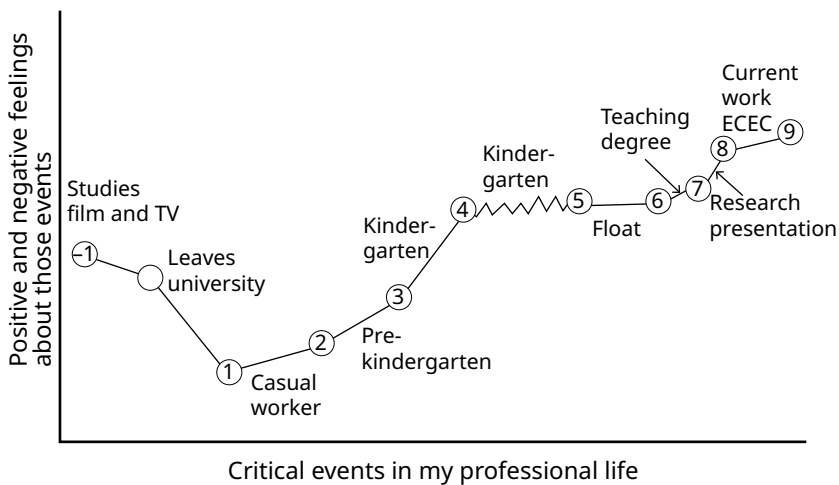 Positive and negative feelings
about those events
Studies
film and TV
–1
Leaves
university
1
Casual
worker
2
Pre-
kindergarten
3
Kinder-
garten
4
Kinder-
garten
5
Float
6
Teaching
degree
7
Research
presentation
8
Current
work
ECEC
9
Critical events in my professional life